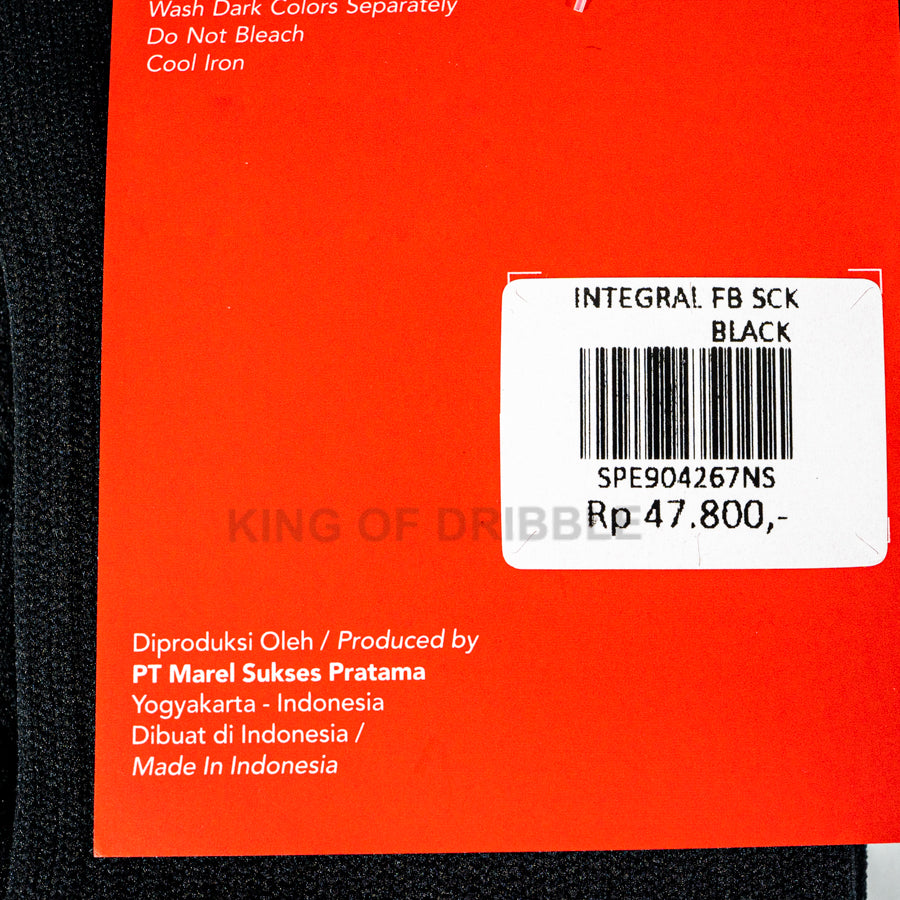 Wash Dark Colors Separately
Do Not Bleach
Cool Iron
INTEGRAL FB SCK
BLACK
SPE904267NS
Rp 47.800,-
KING OF DRIBBLE
Diproduksi Oleh / Produced by
PT Marel Sukses Pratama
Yogyakarta - Indonesia
Dibuat di Indonesia /
Made In Indonesia